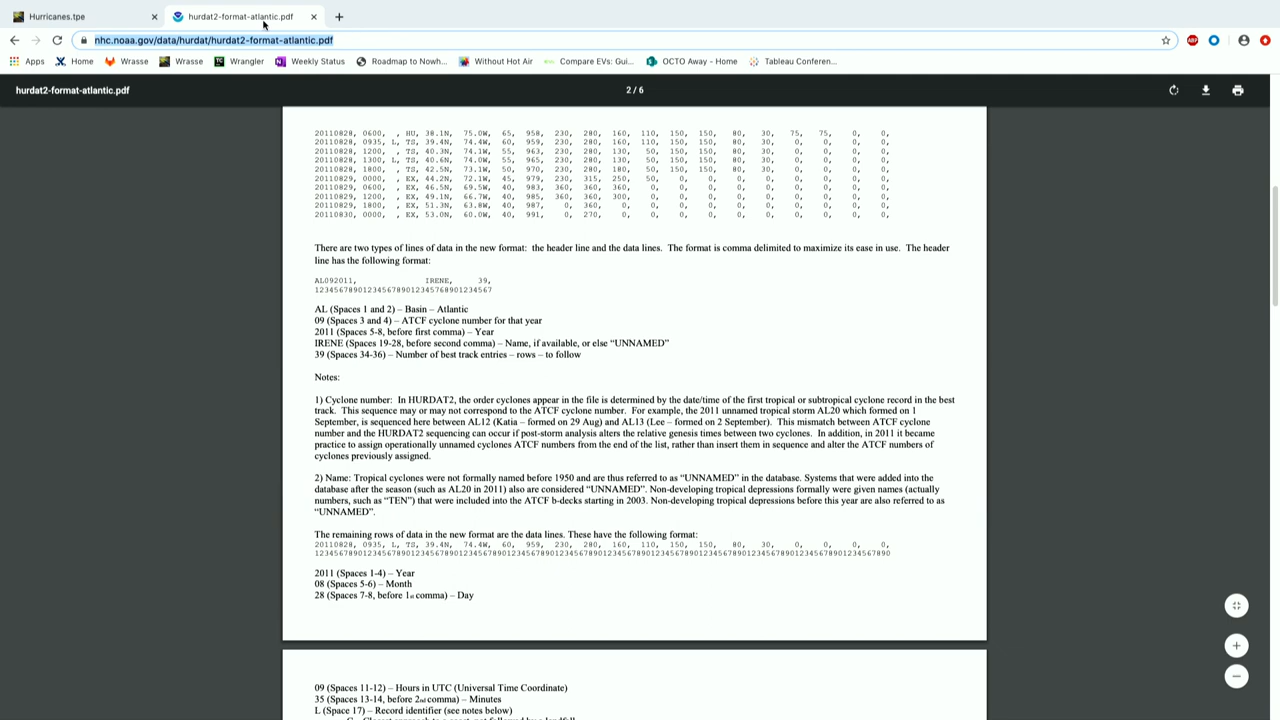 Hurricanes.tpe
hurdat2-format-atlantic.pdf
nhc.noaa.gov/data/hurdat/hurdat2-format-atlantic.pdf
Apps Home Wrasse Wrasse Wrangler Weekly Status Roadmap to Nowh... Without Hot Air Compare EVs: Gui... OCTO Away - Home Tableau Conferen...
hurdat2-format-atlantic.pdf 2 / 6
20110828, 0600, , HU, 38.1N, 75.0W, 65, 958, 230, 280, 160, 110, 150, 150, 80, 30, 75, 75, 0, 0,
20110828, 0935, L, TS, 39.4N, 74.4W, 60, 959, 230, 280, 160, 110, 150, 150, 80, 30, 0, 0, 0, 0,
20110828, 1200, , TS, 40.3N, 74.1W, 55, 963, 230, 280, 130, 50, 150, 150, 80, 30, 0, 0, 0, 0,
20110828, 1300, L, TS, 40.6N, 74.0W, 55, 965, 230, 280, 130, 50, 150, 150, 80, 30, 0, 0, 0, 0,
20110828, 1800, , TS, 42.5N, 73.1W, 50, 970, 230, 280, 180, 50, 150, 150, 80, 30, 0, 0, 0, 0,
20110829, 0000, , EX, 44.2N, 72.1W, 45, 979, 230, 315, 250, 50, 0, 0, 0, 0, 0, 0, 0, 0,
20110829, 0600, , EX, 46.5N, 69.5W, 40, 983, 360, 360, 360, 0, 0, 0, 0, 0, 0, 0, 0, 0,
20110829, 1200, , EX, 49.1N, 66.7W, 40, 985, 360, 360, 300, 0, 0, 0, 0, 0, 0, 0, 0, 0,
20110829, 1800, , EX, 51.3N, 63.8W, 40, 987, 0, 360, 0, 0, 0, 0, 0, 0, 0, 0, 0, 0,
20110830, 0000, , EX, 53.0N, 60.0W, 40, 991, 0, 270, 0, 0, 0, 0, 0, 0, 0, 0, 0, 0,
There are two types of lines of data in the new format: the header line and the data lines. The format is comma delimited to maximize its ease in use. The header
line has the following format:
AL092011, IRENE, 39,
1234567890123456789012345768901234567
AL (Spaces 1 and 2) – Basin – Atlantic
09 (Spaces 3 and 4) – ATCF cyclone number for that year
2011 (Spaces 5-8, before first comma) – Year
IRENE (Spaces 19-28, before second comma) – Name, if available, or else “UNNAMED”
39 (Spaces 34-36) – Number of best track entries – rows – to follow
Notes:
1) Cyclone number: In HURDAT2, the order cyclones appear in the file is determined by the date/time of the first tropical or subtropical cyclone record in the best
track. This sequence may or may not correspond to the ATCF cyclone number. For example, the 2011 unnamed tropical storm AL20 which formed on 1
September, is sequenced here between AL12 (Katia – formed on 29 Aug) and AL13 (Lee – formed on 2 September). This mismatch between ATCF cyclone
number and the HURDAT2 sequencing can occur if post-storm analysis alters the relative genesis times between two cyclones. In addition, in 2011 it became
practice to assign operationally unnamed cyclones ATCF numbers from the end of the list, rather than insert them in sequence and alter the ATCF numbers of
cyclones previously assigned.
2) Name: Tropical cyclones were not formally named before 1950 and are thus referred to as “UNNAMED” in the database. Systems that were added into the
database after the season (such as AL20 in 2011) also are considered “UNNAMED”. Non-developing tropical depressions formally were given names (actually
numbers, such as “TEN”) that were included into the ATCF b-decks starting in 2003. Non-developing tropical depressions before this year are also referred to as
“UNNAMED”.
The remaining rows of data in the new format are the data lines. These have the following format:
20110828, 0935, L, TS, 39.4N, 74.4W, 60, 959, 230, 280, 160, 110, 150, 150, 80, 30, 0, 0, 0, 0,
123456789012345678901234567890123456789012345678901234567890123456789012345678901234567890123456789012345678901234567890
2011 (Spaces 1-4) – Year
08 (Spaces 5-6) – Month
28 (Spaces 7-8, before 1st comma) – Day
09 (Spaces 11-12) – Hours in UTC (Universal Time Coordinate)
35 (Spaces 13-14, before 2nd comma) – Minutes
L (Space 17) – Record identifier (see notes below)